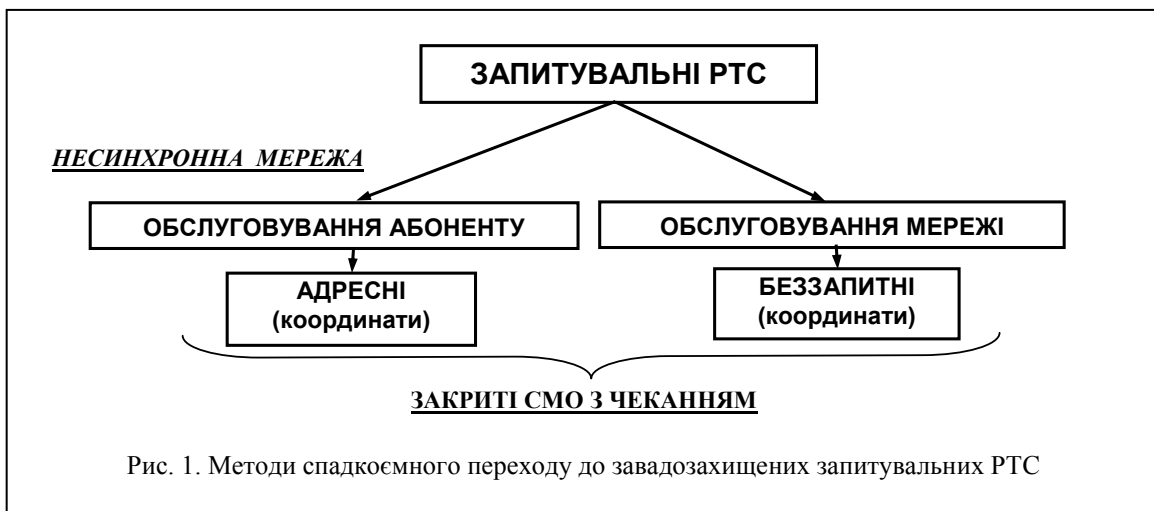 ЗАПИТУВАЛЬНІ РТС
НЕСИНХРОННА МЕРЕЖА
ОБСЛУГОВУВАННЯ АБОНЕНТУ
ОБСЛУГОВУВАННЯ МЕРЕЖІ
АДРЕСНІ
(координати)
БЕЗЗАПИТНІ
(координати)
ЗАКРИТІ СМО З ЧЕКАННЯМ
Рис. 1. Методи спадкоємного переходу до завадозахищених запитувальних РТС